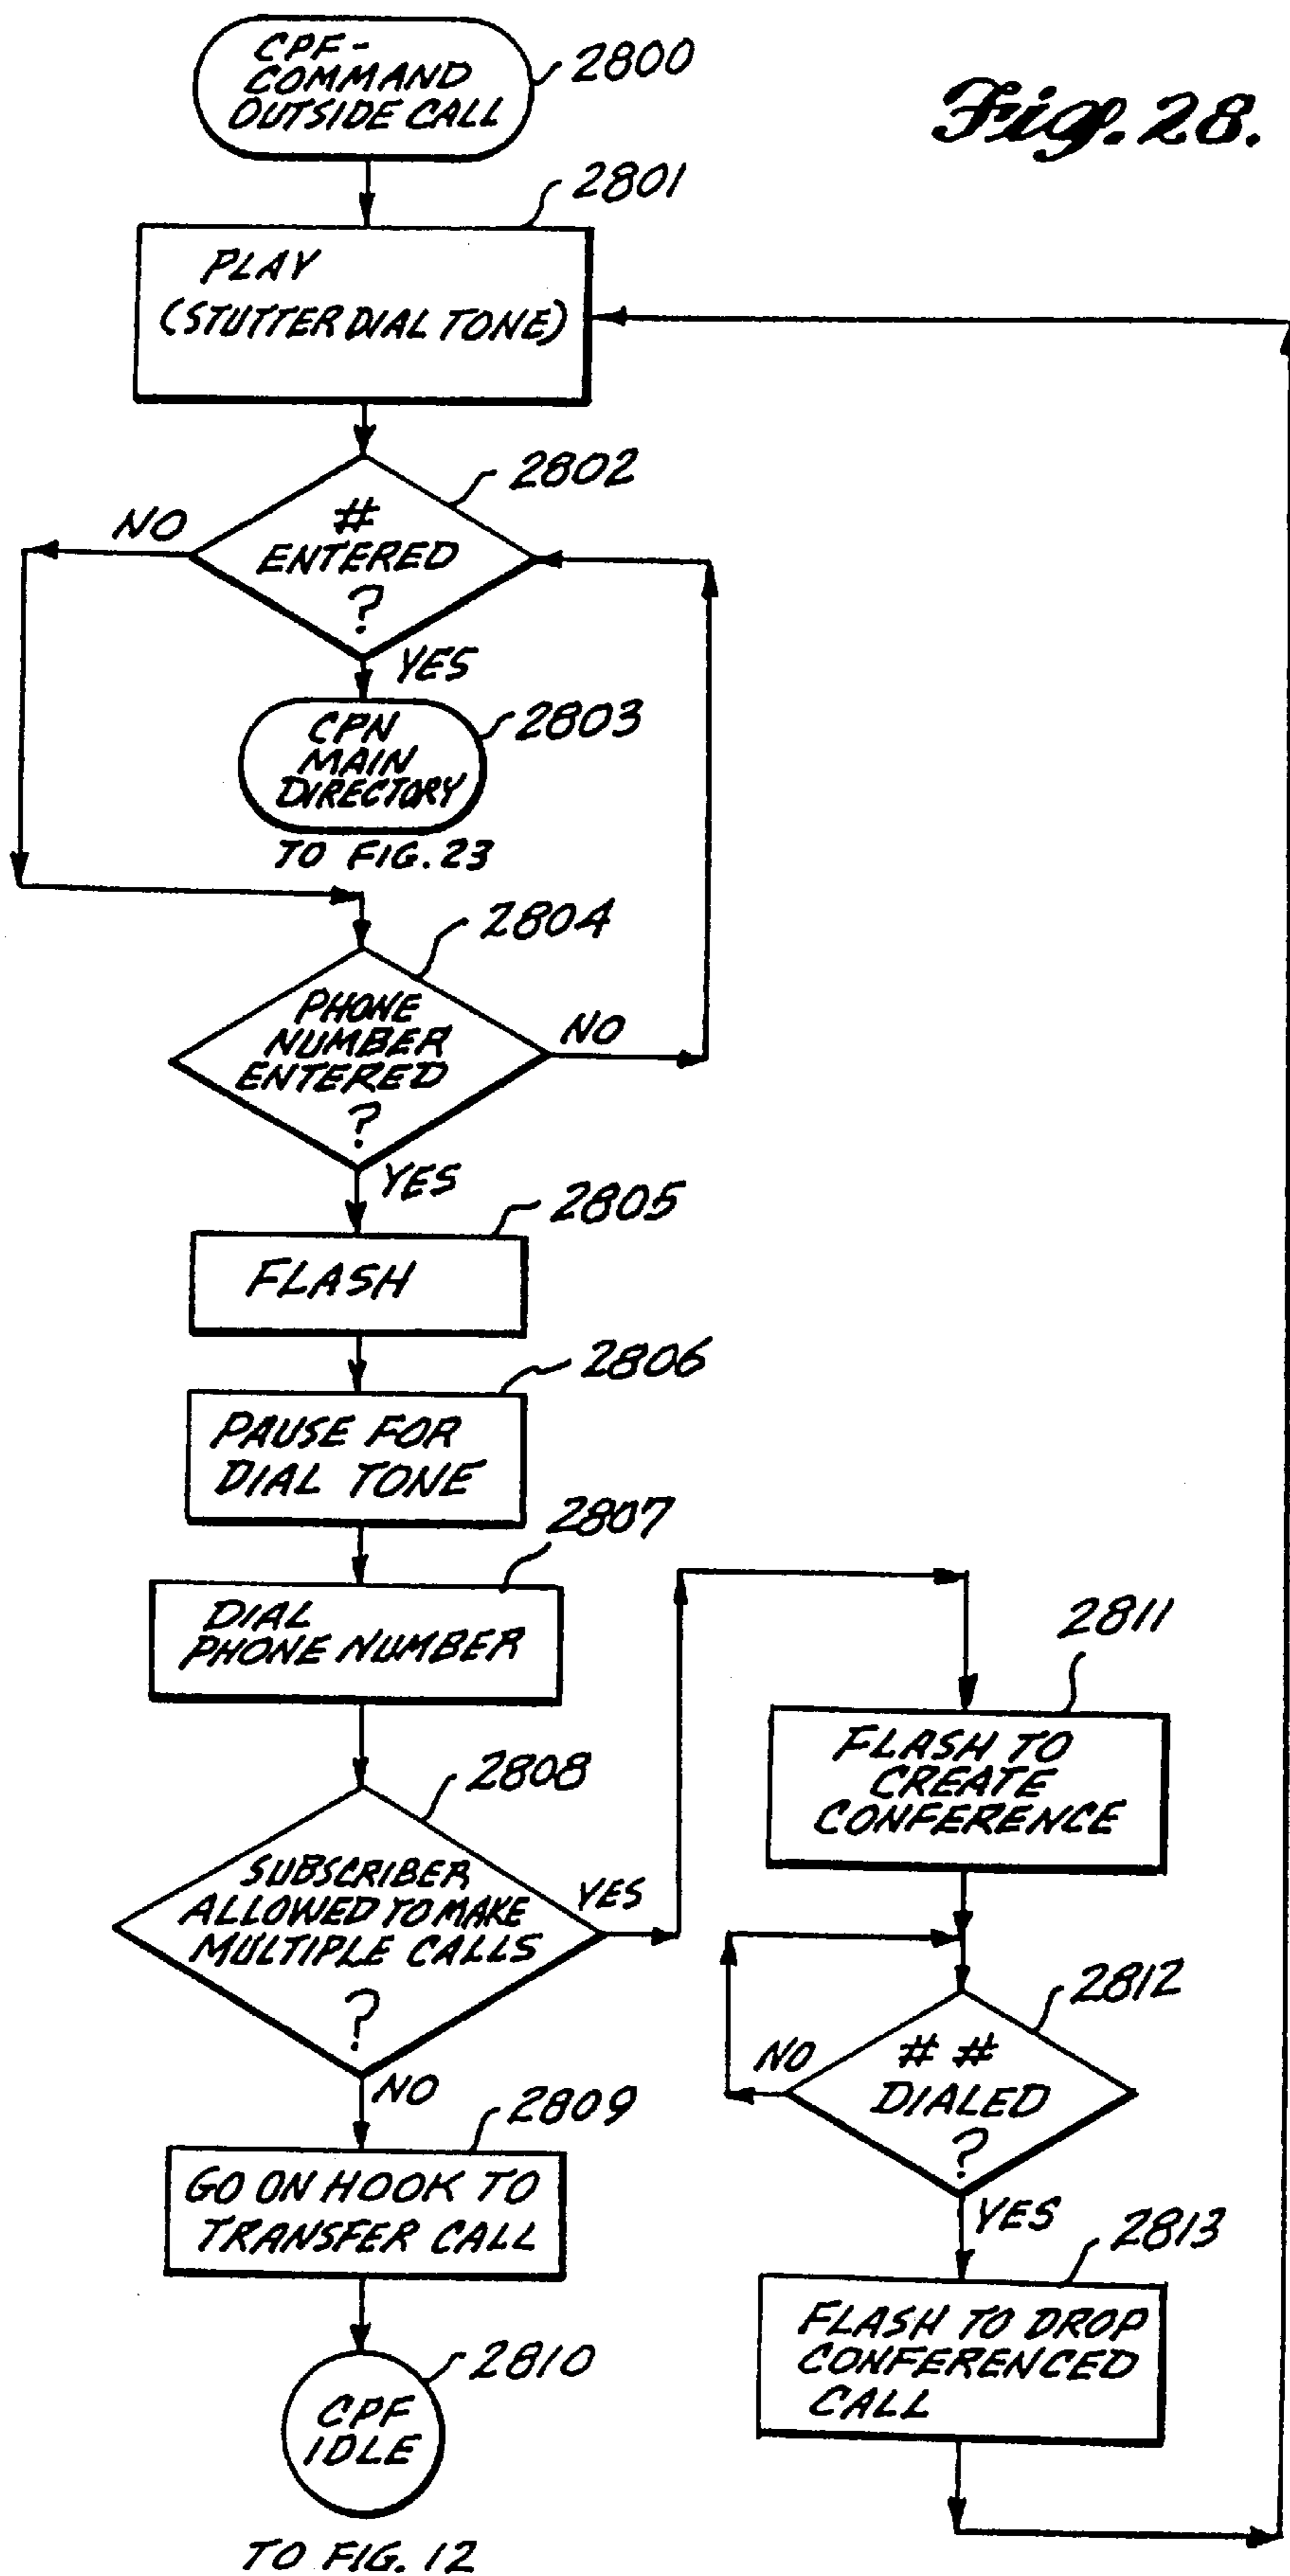 CPF-
COMMAND
OUTSIDE CALL
2800
Fig. 28.
2801
PLAY
(STUTTER DIAL TONE)
2802
#
ENTERED
?
NO
YES
2803
CPN
MAIN
DIRECTORY
TO FIG. 23
2804
PHONE
NUMBER
ENTERED
?
NO
YES
2805
FLASH
2806
PAUSE FOR
DIAL TONE
2807
DIAL
PHONE NUMBER
2808
SUBSCRIBER
ALLOWED TO MAKE
MULTIPLE CALLS
?
YES
NO
2809
GO ON HOOK TO
TRANSFER CALL
2810
CPF
IDLE
TO FIG. 12
2811
FLASH TO
CREATE
CONFERENCE
2812
# #
DIALED
?
NO
YES
2813
FLASH TO DROP
CONFERENCED
CALL